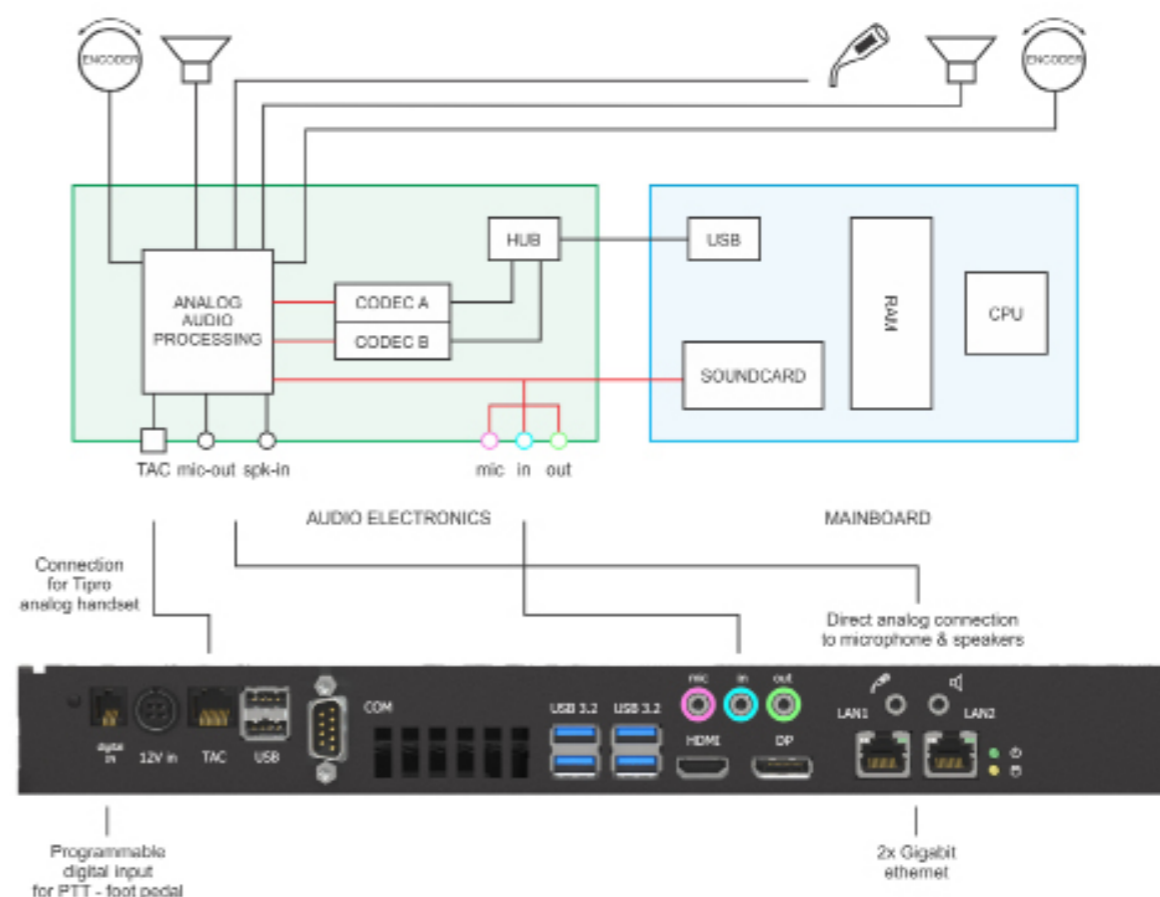 ENCODER
ENCODER
HUB
USB
ANALOG
AUDIO
PROCESSING
CODEC A
CODEC B
RAM
CPU
SOUNDCARD
TAC mic-out spk-in
mic in out
AUDIO ELECTRONICS
MAINBOARD
Connection
for Tipro
analog handset
Direct analog connection
to microphone & speakers
mic in out
COM
USB 3.2 USB 3.2
LAN1
LAN2
HDMI
DP
digital
in
12V in
TAC
USB
Programmable
digital input
for PTT - foot pedal
2x Gigabit
ethernet